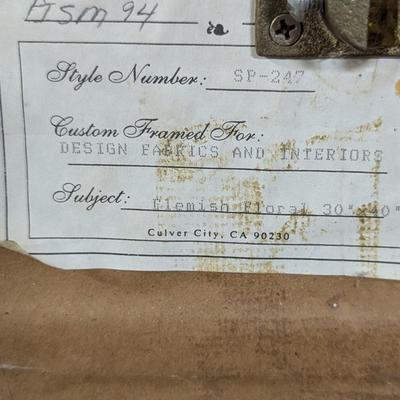 94
Style Number: SP-247
Custom Framed For:
DESIGN FABRICS AND INTERIORS
Subject: Flemish Floral 30"x40"
Culver City, CA 90230